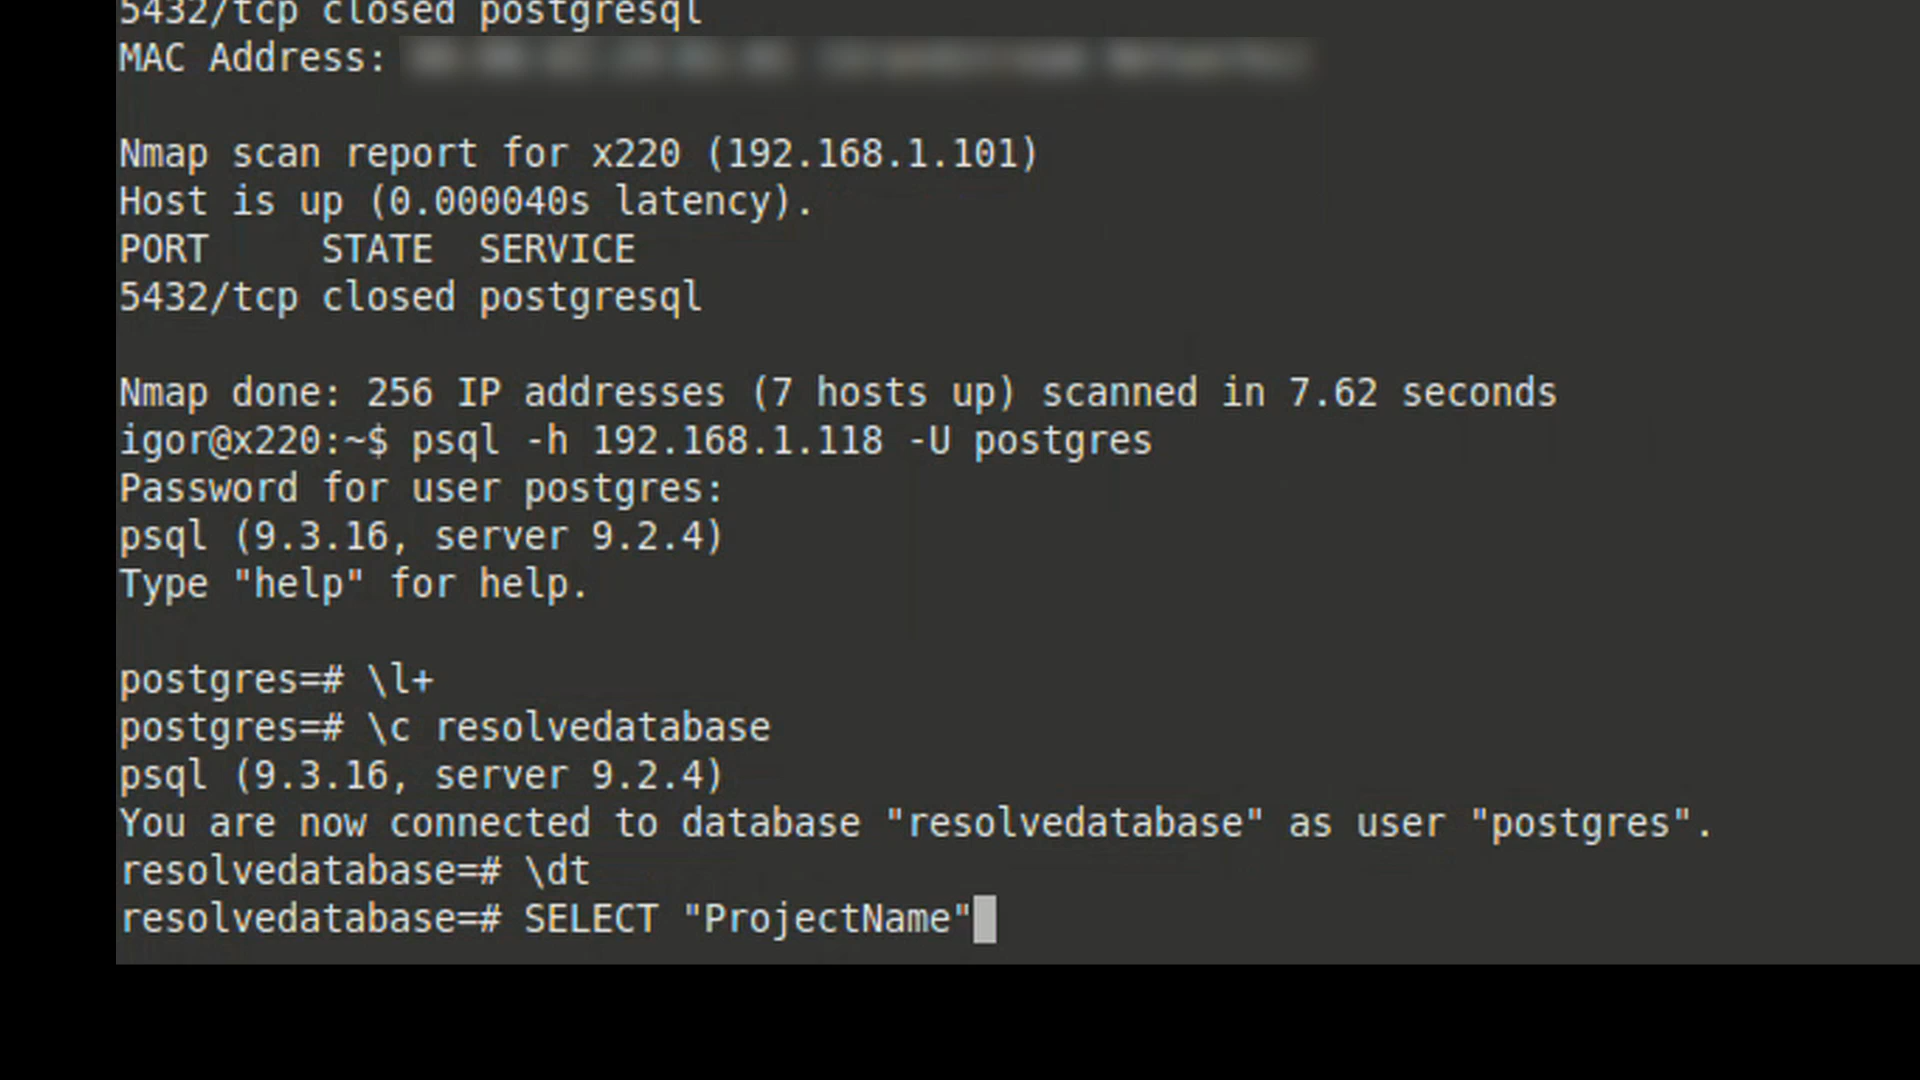 5432/tcp closed postgresql
MAC Address:
Nmap scan report for x220 (192.168.1.101)
Host is up (0.000040s latency).
PORT     STATE  SERVICE
5432/tcp closed postgresql
Nmap done: 256 IP addresses (7 hosts up) scanned in 7.62 seconds
igor@x220:~$ psql -h 192.168.1.118 -U postgres
Password for user postgres:
psql (9.3.16, server 9.2.4)
Type "help" for help.
postgres=# \l+
postgres=# \c resolvedatabase
psql (9.3.16, server 9.2.4)
You are now connected to database "resolvedatabase" as user "postgres".
resolvedatabase=# \dt
resolvedatabase=# SELECT "ProjectName"